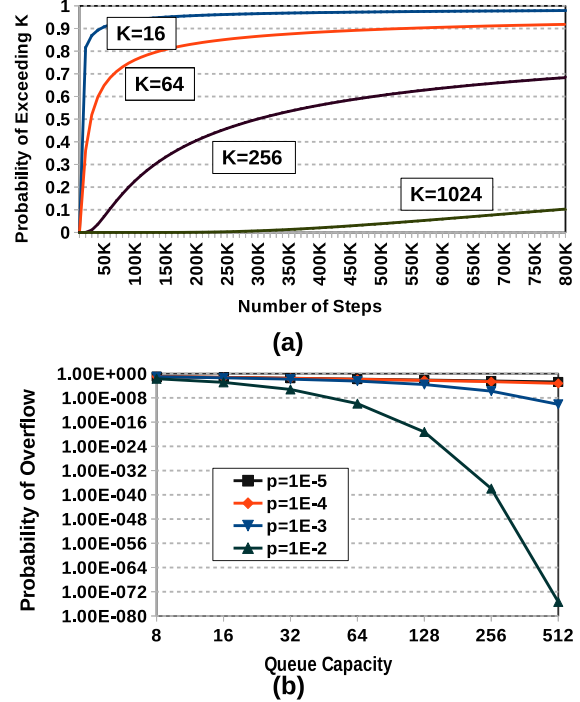 Probability of Exceeding K
1
0.9
0.8
0.7
0.6
0.5
0.4
0.3
0.2
0.1
0
K=16
K=64
K=256
K=1024
50K
100K
150K
200K
250K
300K
350K
400K
450K
500K
550K
600K
650K
700K
750K
800K
Number of Steps
(a)
Probability of Overflow
1.00E+000
1.00E-008
1.00E-016
1.00E-024
1.00E-032
1.00E-040
1.00E-048
1.00E-056
1.00E-064
1.00E-072
1.00E-080
p=1E-5
p=1E-4
p=1E-3
p=1E-2
8 16 32 64 128 256 512
Queue Capacity
(b)